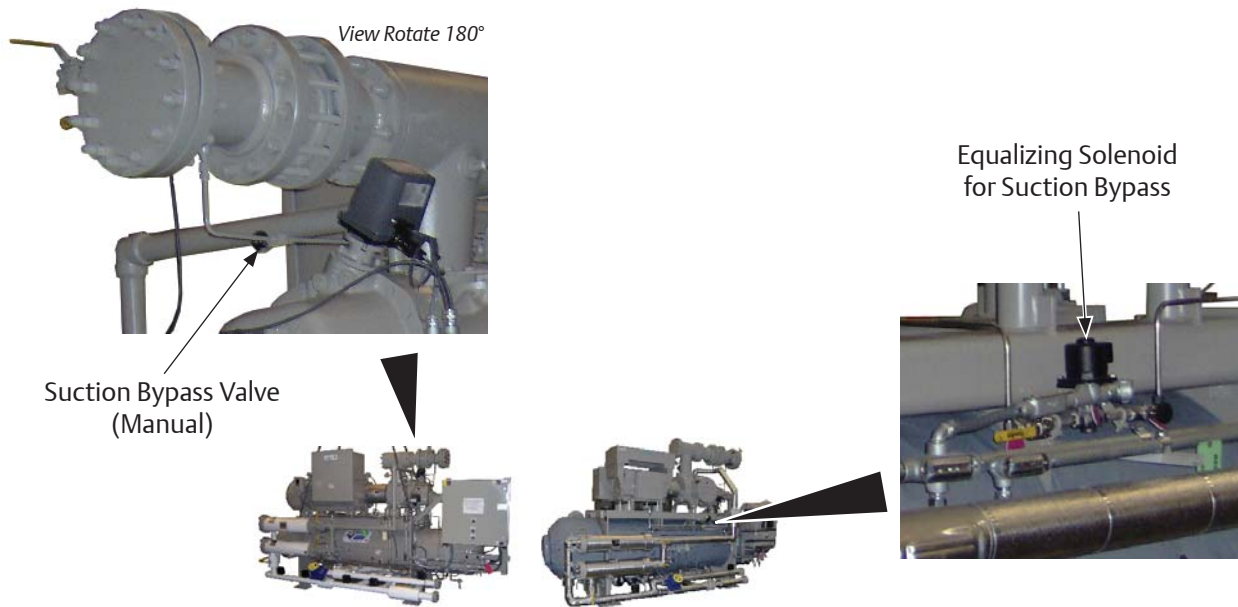 View Rotate 180°
Equalizing Solenoid
for Suction Bypass
Suction Bypass Valve
(Manual)